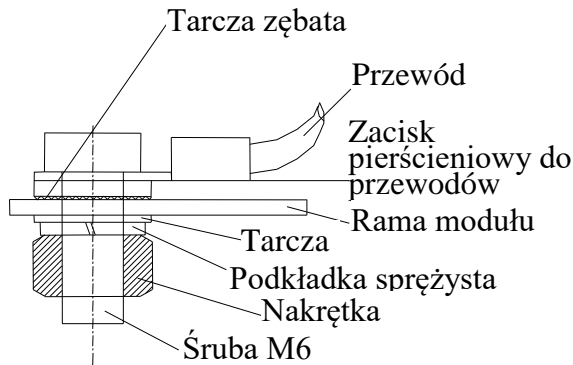 Tarcza zębata
Przewód
Zacisk
pierścieniowy do
przewodów
Rama modułu
Tarcza
Podkładka sprężysta
Nakrętka
Śruba M6